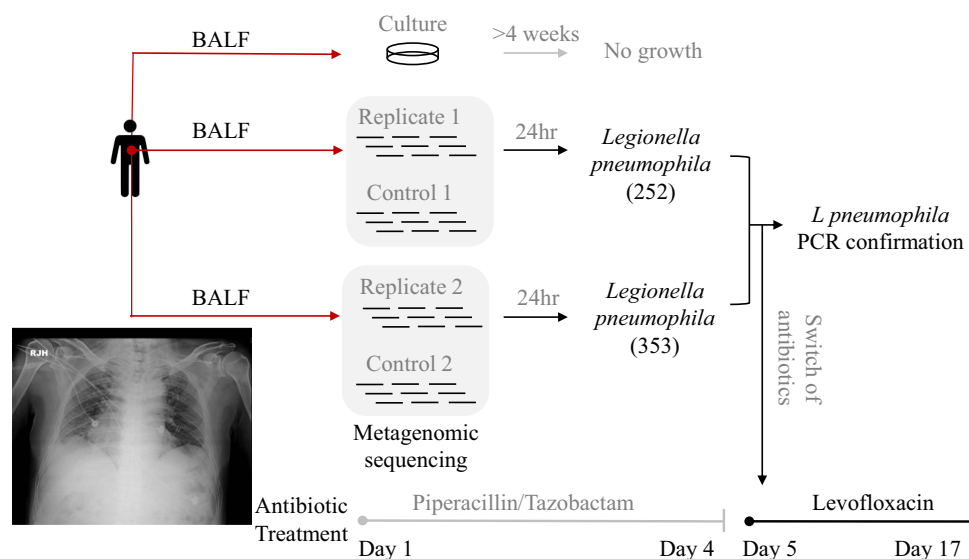 Culture
BALF
>4 weeks
No growth
BALF
Replicate 1
24hr
Legionella
pneumophila
(252)
Control 1
L pneumophila
PCR confirmation
BALF
Replicate 2
24hr
Legionella
pneumophila
(353)
Control 2
Switch of
antibiotics
RJH
Metagenomic
sequencing
Antibiotic
Treatment
Piperacillin/Tazobactam
Levofloxacin
Day 1
Day 4
Day 5
Day 17